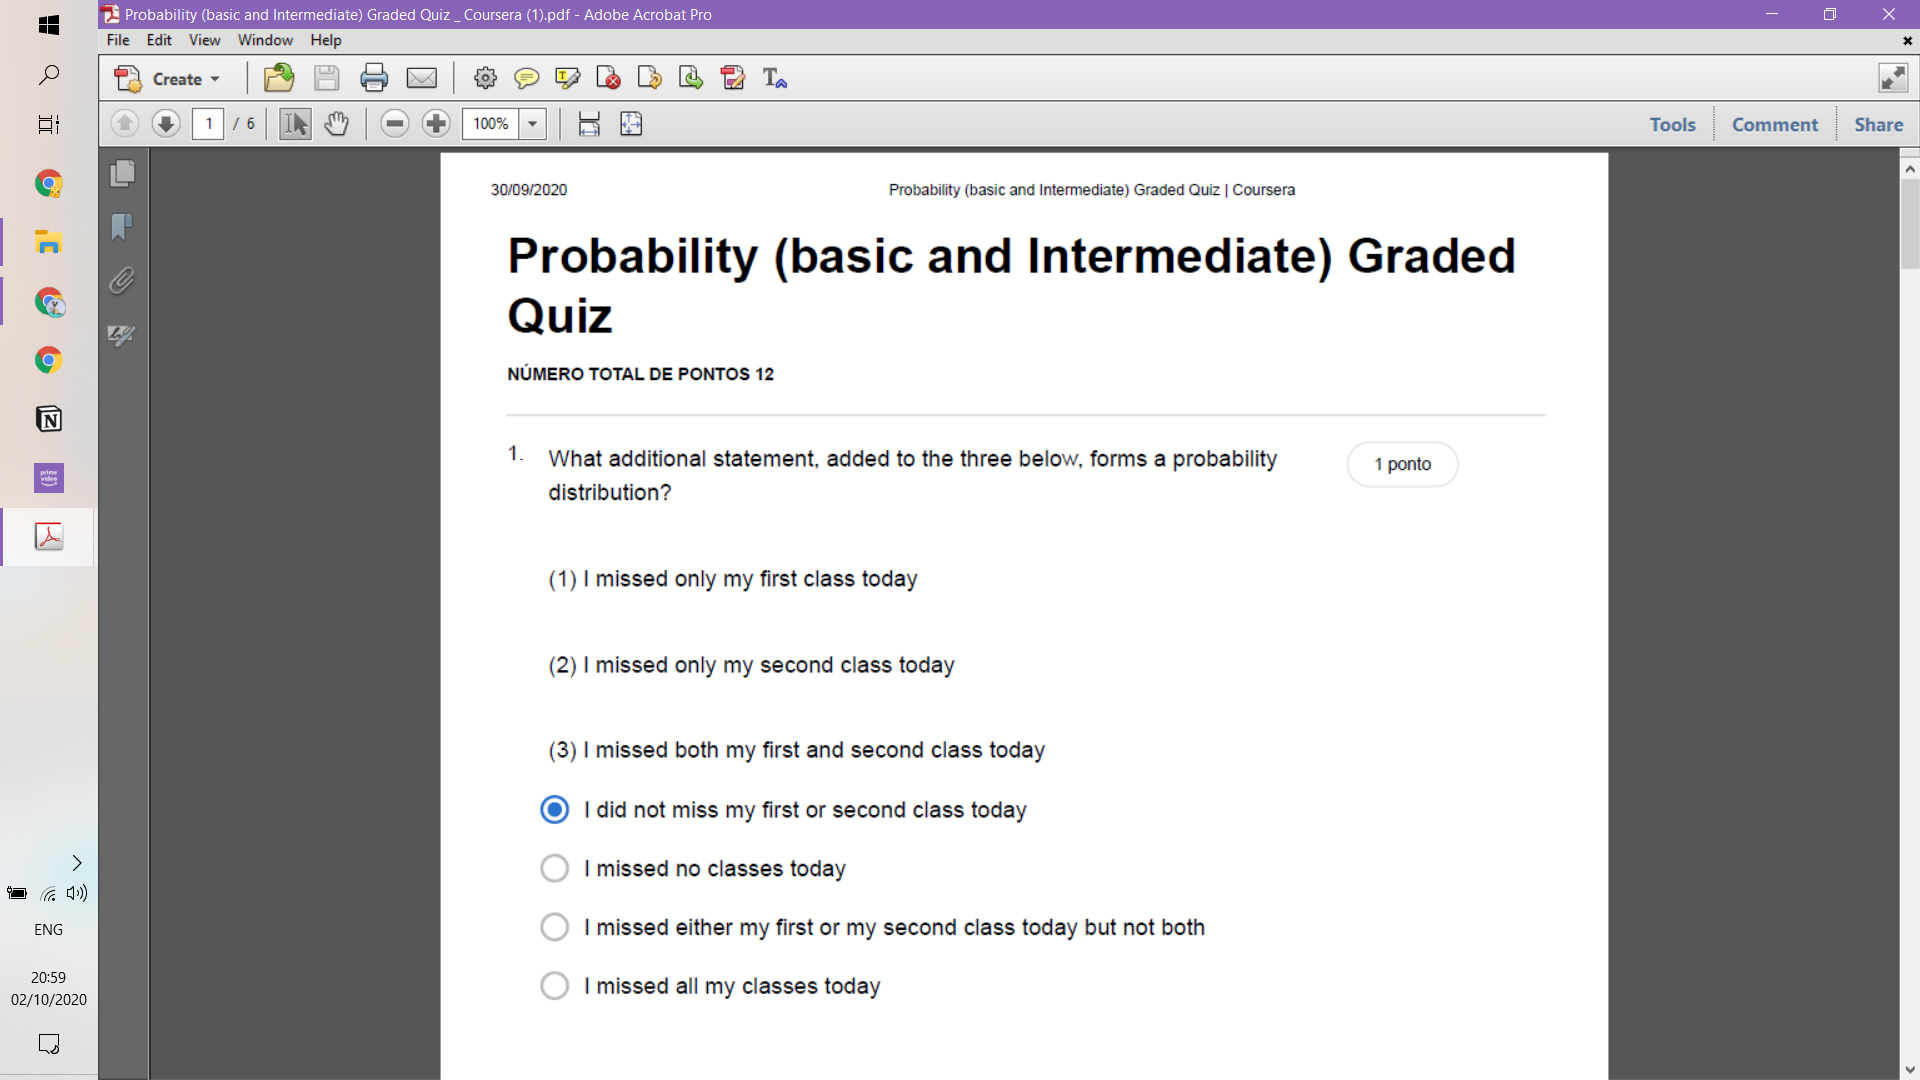 Probability (basic and Intermediate) Graded Quiz _ Coursera (1).pdf - Adobe Acrobat Pro
File Edit View Window Help
Create
1 / 6 100% Tools Comment Share
30/09/2020 Probability (basic and Intermediate) Graded Quiz | Coursera
Probability (basic and Intermediate) Graded
Quiz
NÚMERO TOTAL DE PONTOS 12
1. What additional statement, added to the three below, forms a probability
distribution?
1 ponto
(1) I missed only my first class today
(2) I missed only my second class today
(3) I missed both my first and second class today
I did not miss my first or second class today
I missed no classes today
I missed either my first or my second class today but not both
I missed all my classes today
prime
video
ENG
20:59
02/10/2020